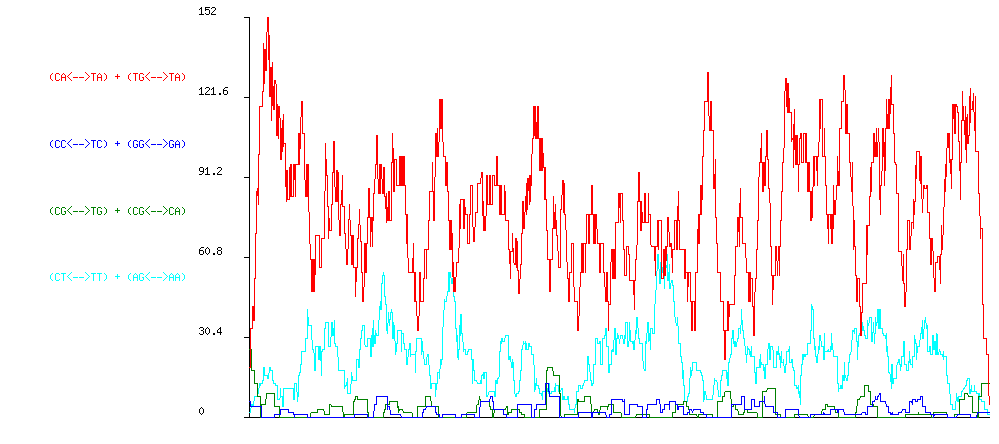 152
(CA<-->TA) + (TG<-->TA)
121.6
(CC<-->TC) + (GG<-->GA)
91.2
(CG<-->TG) + (CG<-->CA)
60.8
(CT<-->TT) + (AG<-->AA)
30.4
0